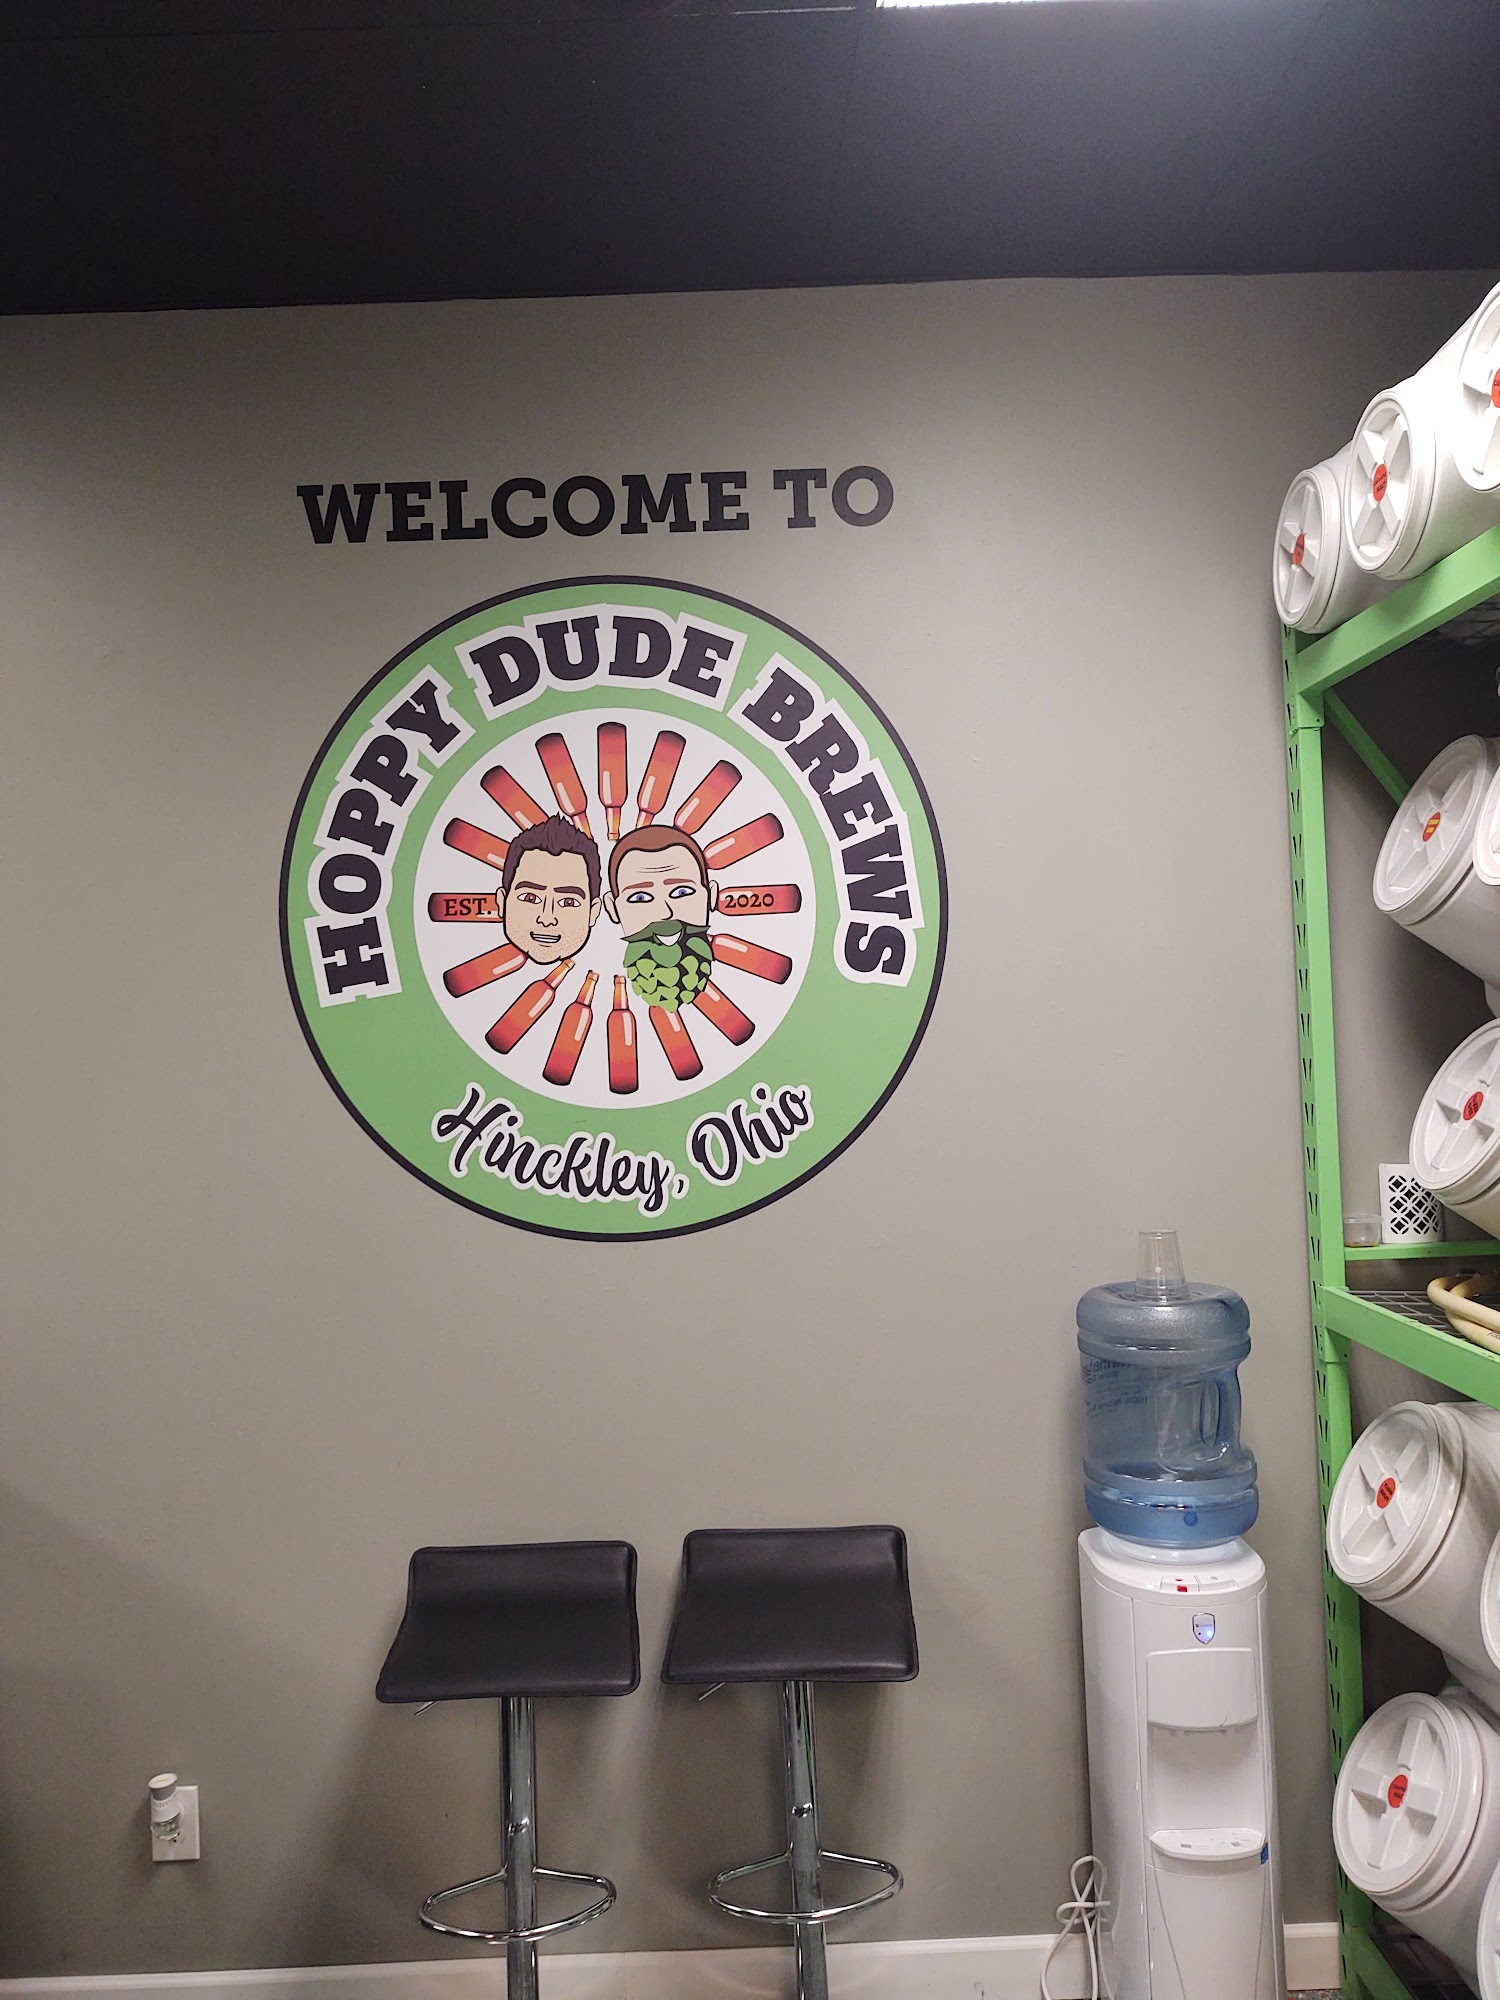 WELCOME TO
HOPPY DUDE BREWS
EST. 2020
Hinckley, Ohio